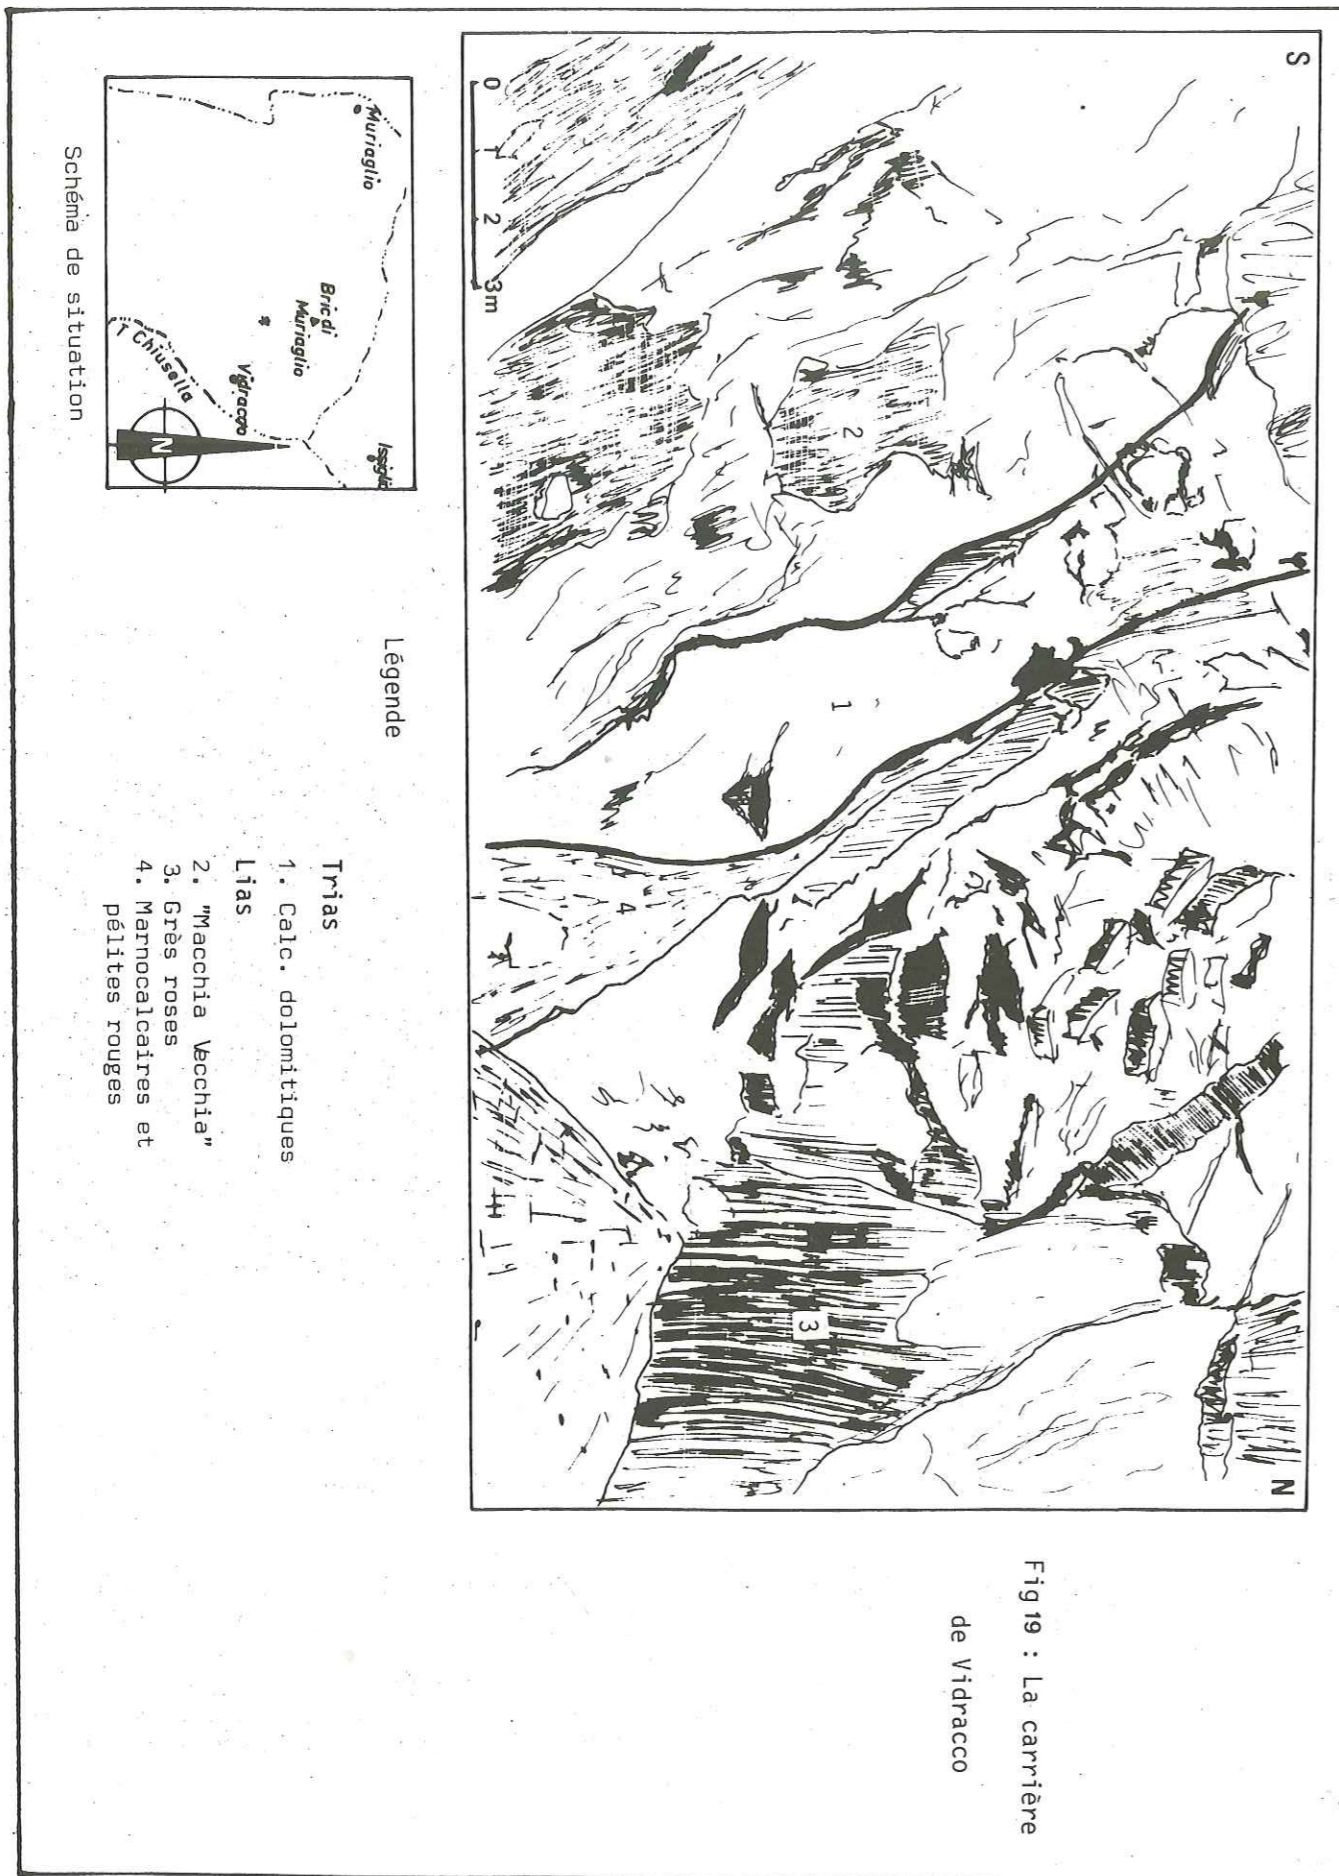 S
N
0 1 2 3m
2
1
4
3
Fig 19 : La carrière
de Vidracco
Muriaglio
Bric di
Muriaglio
Vidracco
T Chiusella
N
Schéma de situation
Légende
Trias
1. Calc. dolomitiques
Lias
2. "Macchia Vecchia"
3. Grès roses
4. Marnocalcaires et
pélites rouges